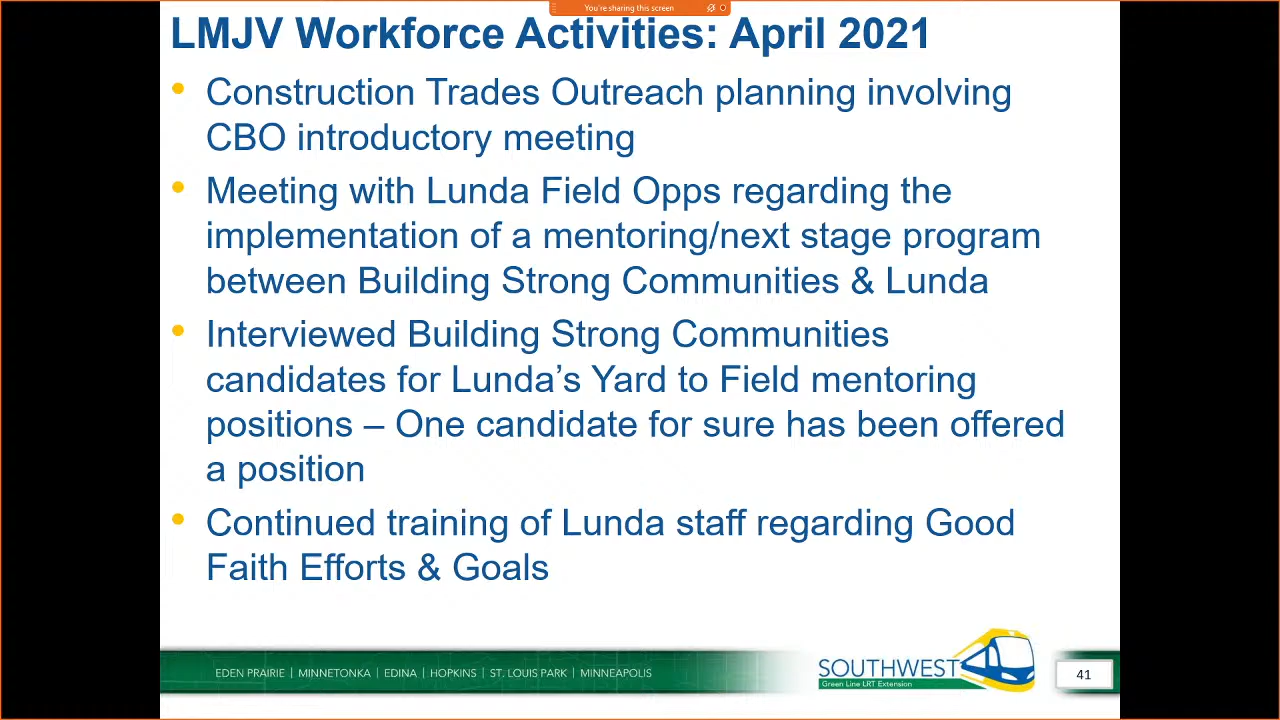 You're sharing this screen
LMJV Workforce Activities: April 2021
• Construction Trades Outreach planning involving
CBO introductory meeting
• Meeting with Lunda Field Opps regarding the
implementation of a mentoring/next stage program
between Building Strong Communities & Lunda
• Interviewed Building Strong Communities
candidates for Lunda’s Yard to Field mentoring
positions – One candidate for sure has been offered
a position
• Continued training of Lunda staff regarding Good
Faith Efforts & Goals
EDEN PRAIRIE | MINNETONKA | EDINA | HOPKINS | ST. LOUIS PARK | MINNEAPOLIS
SOUTHWEST
Green Line LRT Extension
41